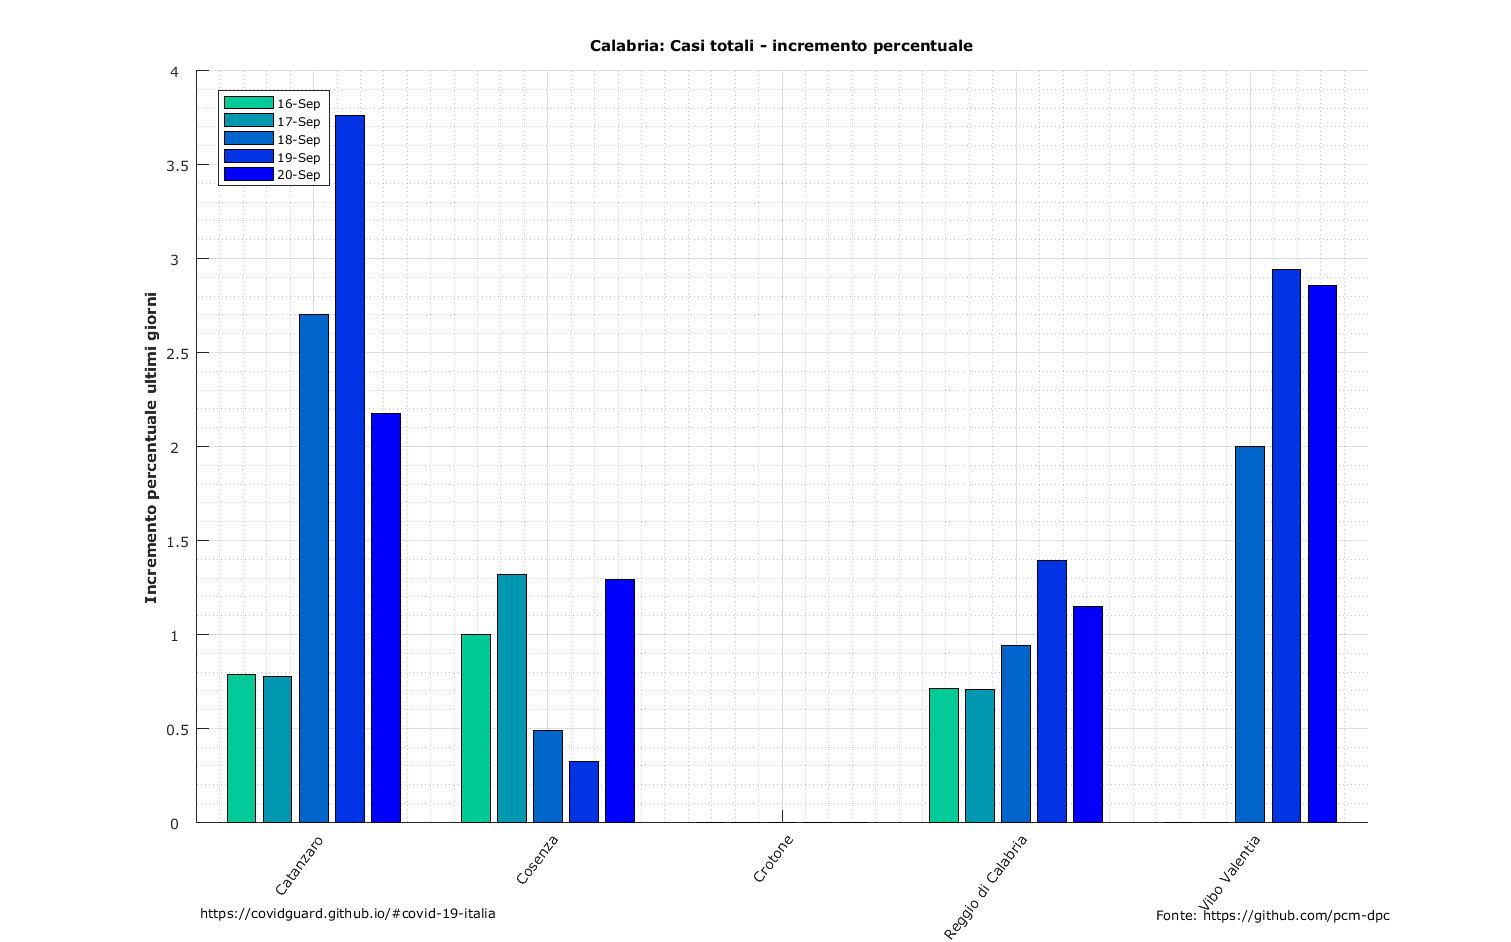 Calabria: Casi totali - incremento percentuale
4
3.5
3
2.5
2
1.5
1
0.5
0
Incremento percentuale ultimi giorni
16-Sep
17-Sep
18-Sep
19-Sep
20-Sep
Catanzaro
Cosenza
Crotone
Reggio di Calabria
Vibo Valentia
https://covidguard.github.io/#covid-19-italia
Fonte: https://github.com/pcm-dpc